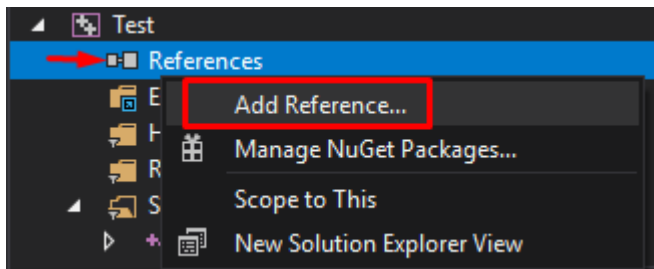 Test
References
E
Add Reference...
H
Manage NuGet Packages...
R
S
Scope to This
New Solution Explorer View